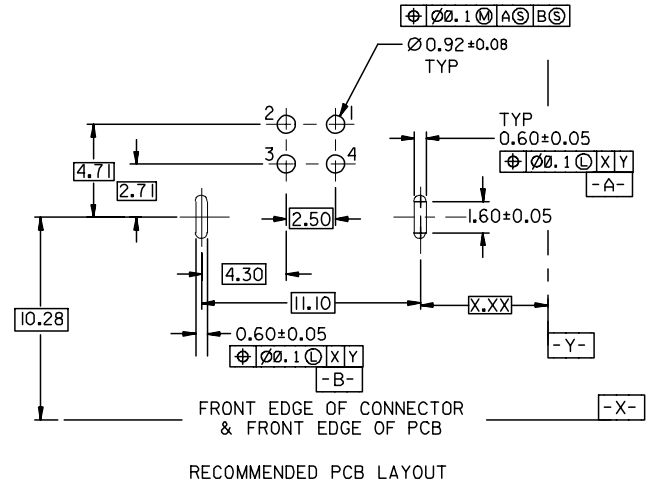 ⌖ Ø0.1 Ⓜ A Ⓢ B Ⓢ
Ø 0.92 ±0.08
TYP
2 1
3 4
TYP
0.60±0.05
⌖ Ø0.1 Ⓛ X Y
-A-
4.71
2.71
2.50
1.60±0.05
4.30
11.10
X.XX
10.28
0.60±0.05
⌖ Ø0.1 Ⓛ X Y
-B-
-Y-
-X-
FRONT EDGE OF CONNECTOR
& FRONT EDGE OF PCB
RECOMMENDED PCB LAYOUT